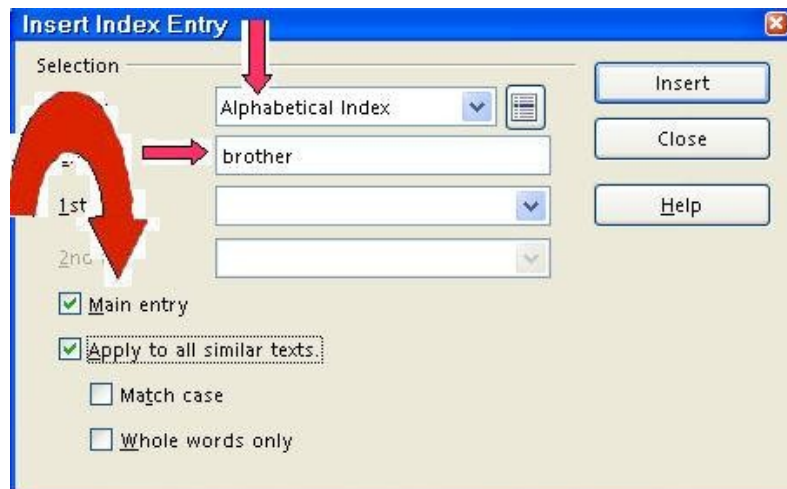 Insert Index Entry
Selection
Alphabetical Index
Insert
brother
Close
1st
Help
2nd
Main entry
Apply to all similar texts.
Match case
Whole words only